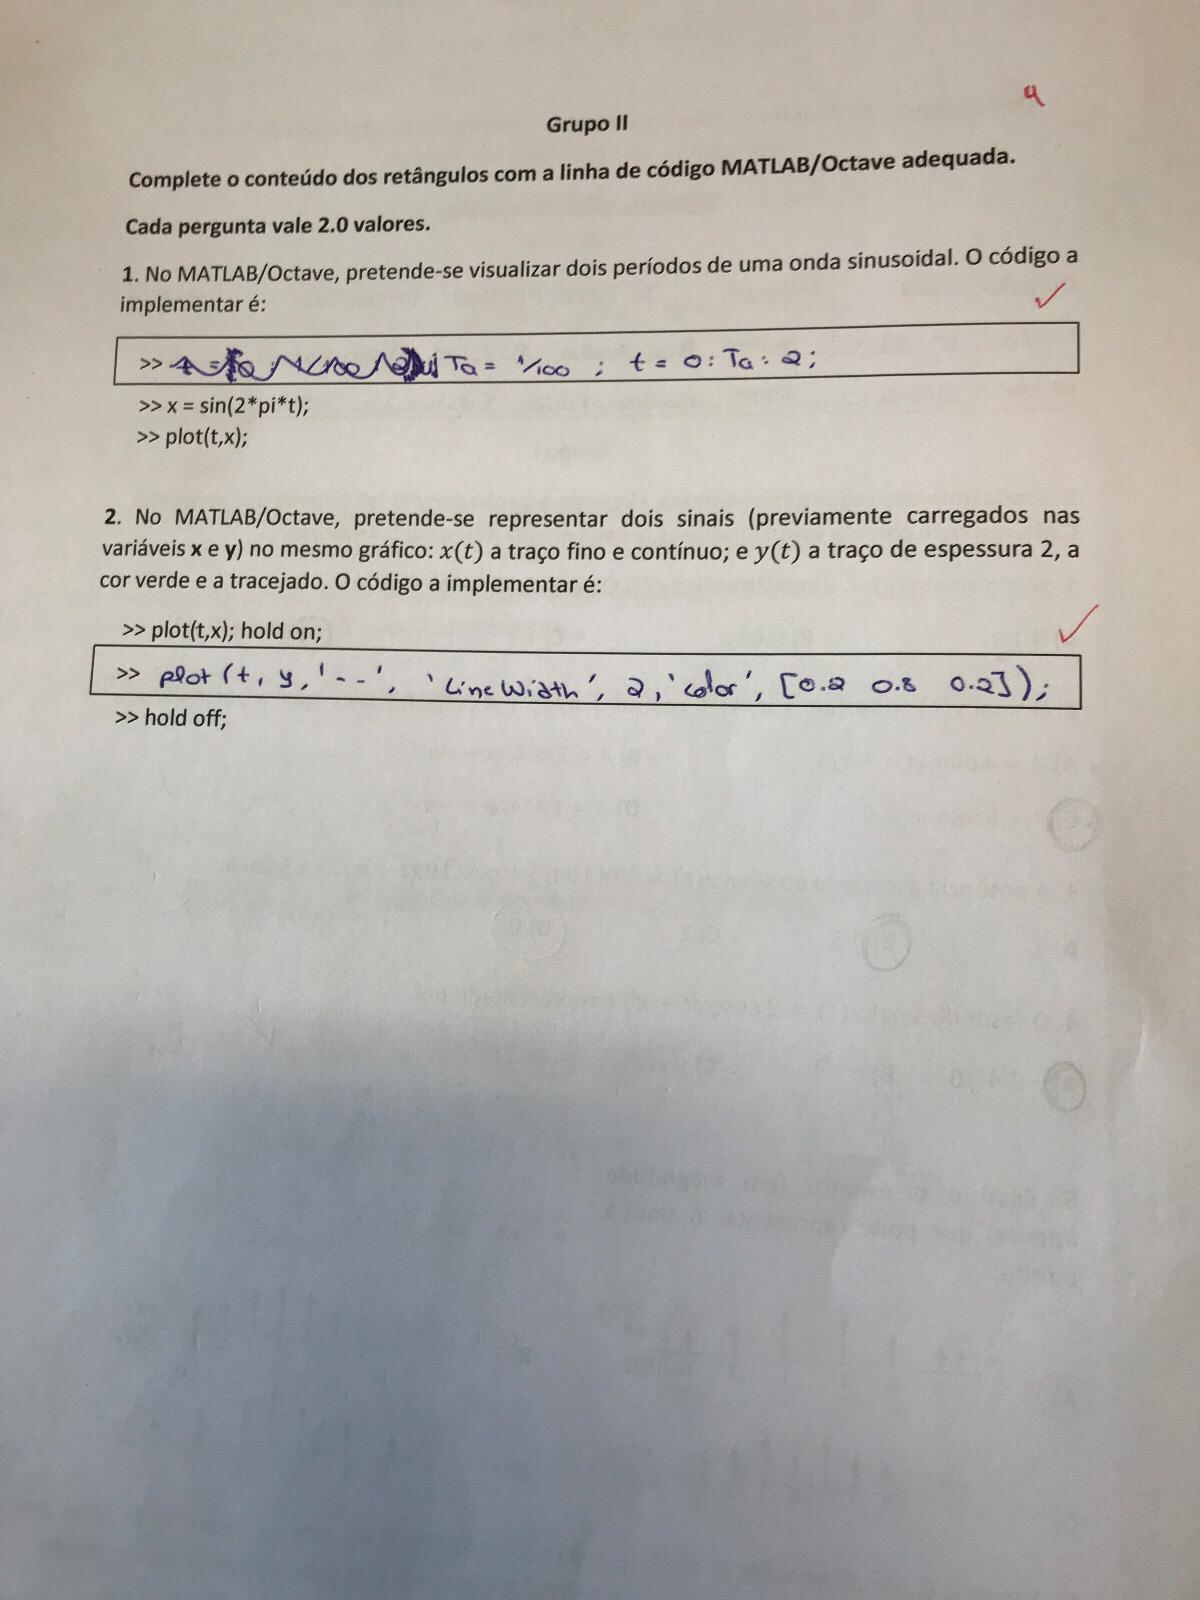 4
Grupo II
Complete o conteúdo dos retângulos com a linha de código MATLAB/Octave adequada.
Cada pergunta vale 2.0 valores.
1. No MATLAB/Octave, pretende-se visualizar dois períodos de uma onda sinusoidal. O código a
implementar é:
>> Ta = 1/100 ; t = 0:Ta:2;
>> x = sin(2*pi*t);
>> plot(t,x);
2. No MATLAB/Octave, pretende-se representar dois sinais (previamente carregados nas
variáveis x e y) no mesmo gráfico: x(t) a traço fino e contínuo; e y(t) a traço de espessura 2, a
cor verde e a tracejado. O código a implementar é:
>> plot(t,x); hold on;
>> plot(t, y, '--', 'LineWidth', 2, 'color', [0.2 0.8 0.2]);
>> hold off;